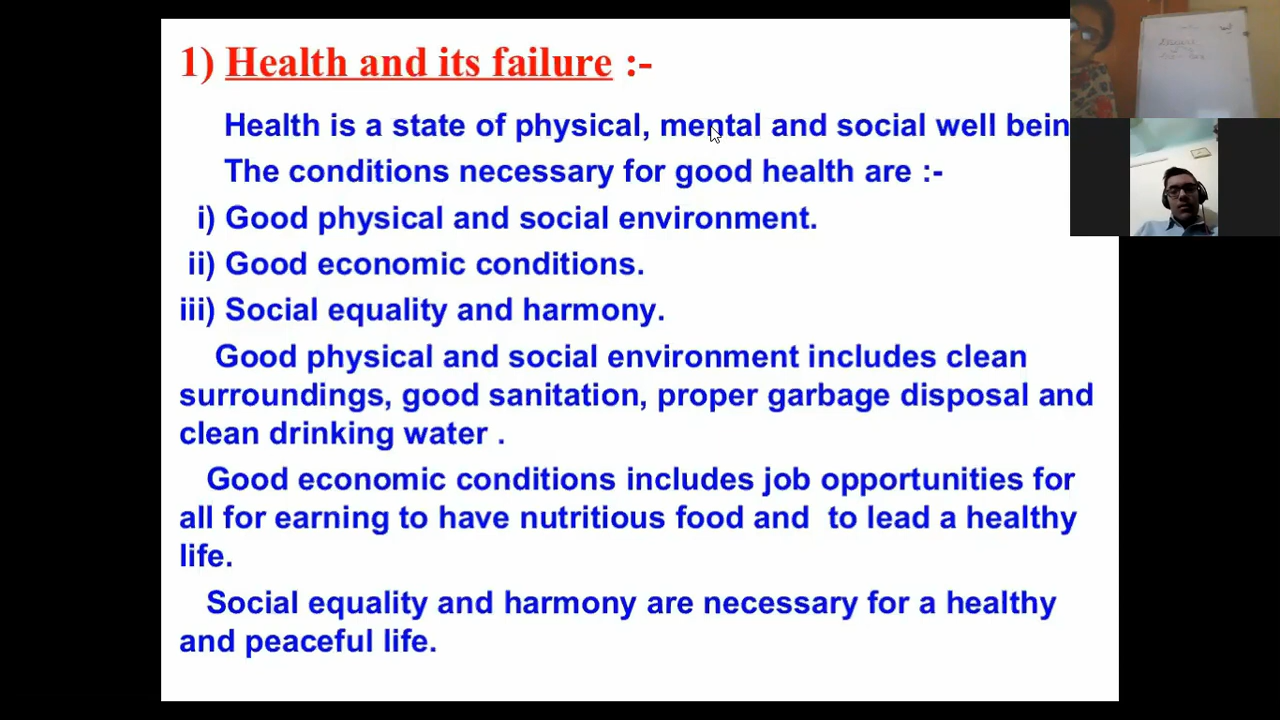 1) Health and its failure :-
Health is a state of physical, mental and social well bein
The conditions necessary for good health are :-
i) Good physical and social environment.
ii) Good economic conditions.
iii) Social equality and harmony.
Good physical and social environment includes clean
surroundings, good sanitation, proper garbage disposal and
clean drinking water .
Good economic conditions includes job opportunities for
all for earning to have nutritious food and to lead a healthy
life.
Social equality and harmony are necessary for a healthy
and peaceful life.